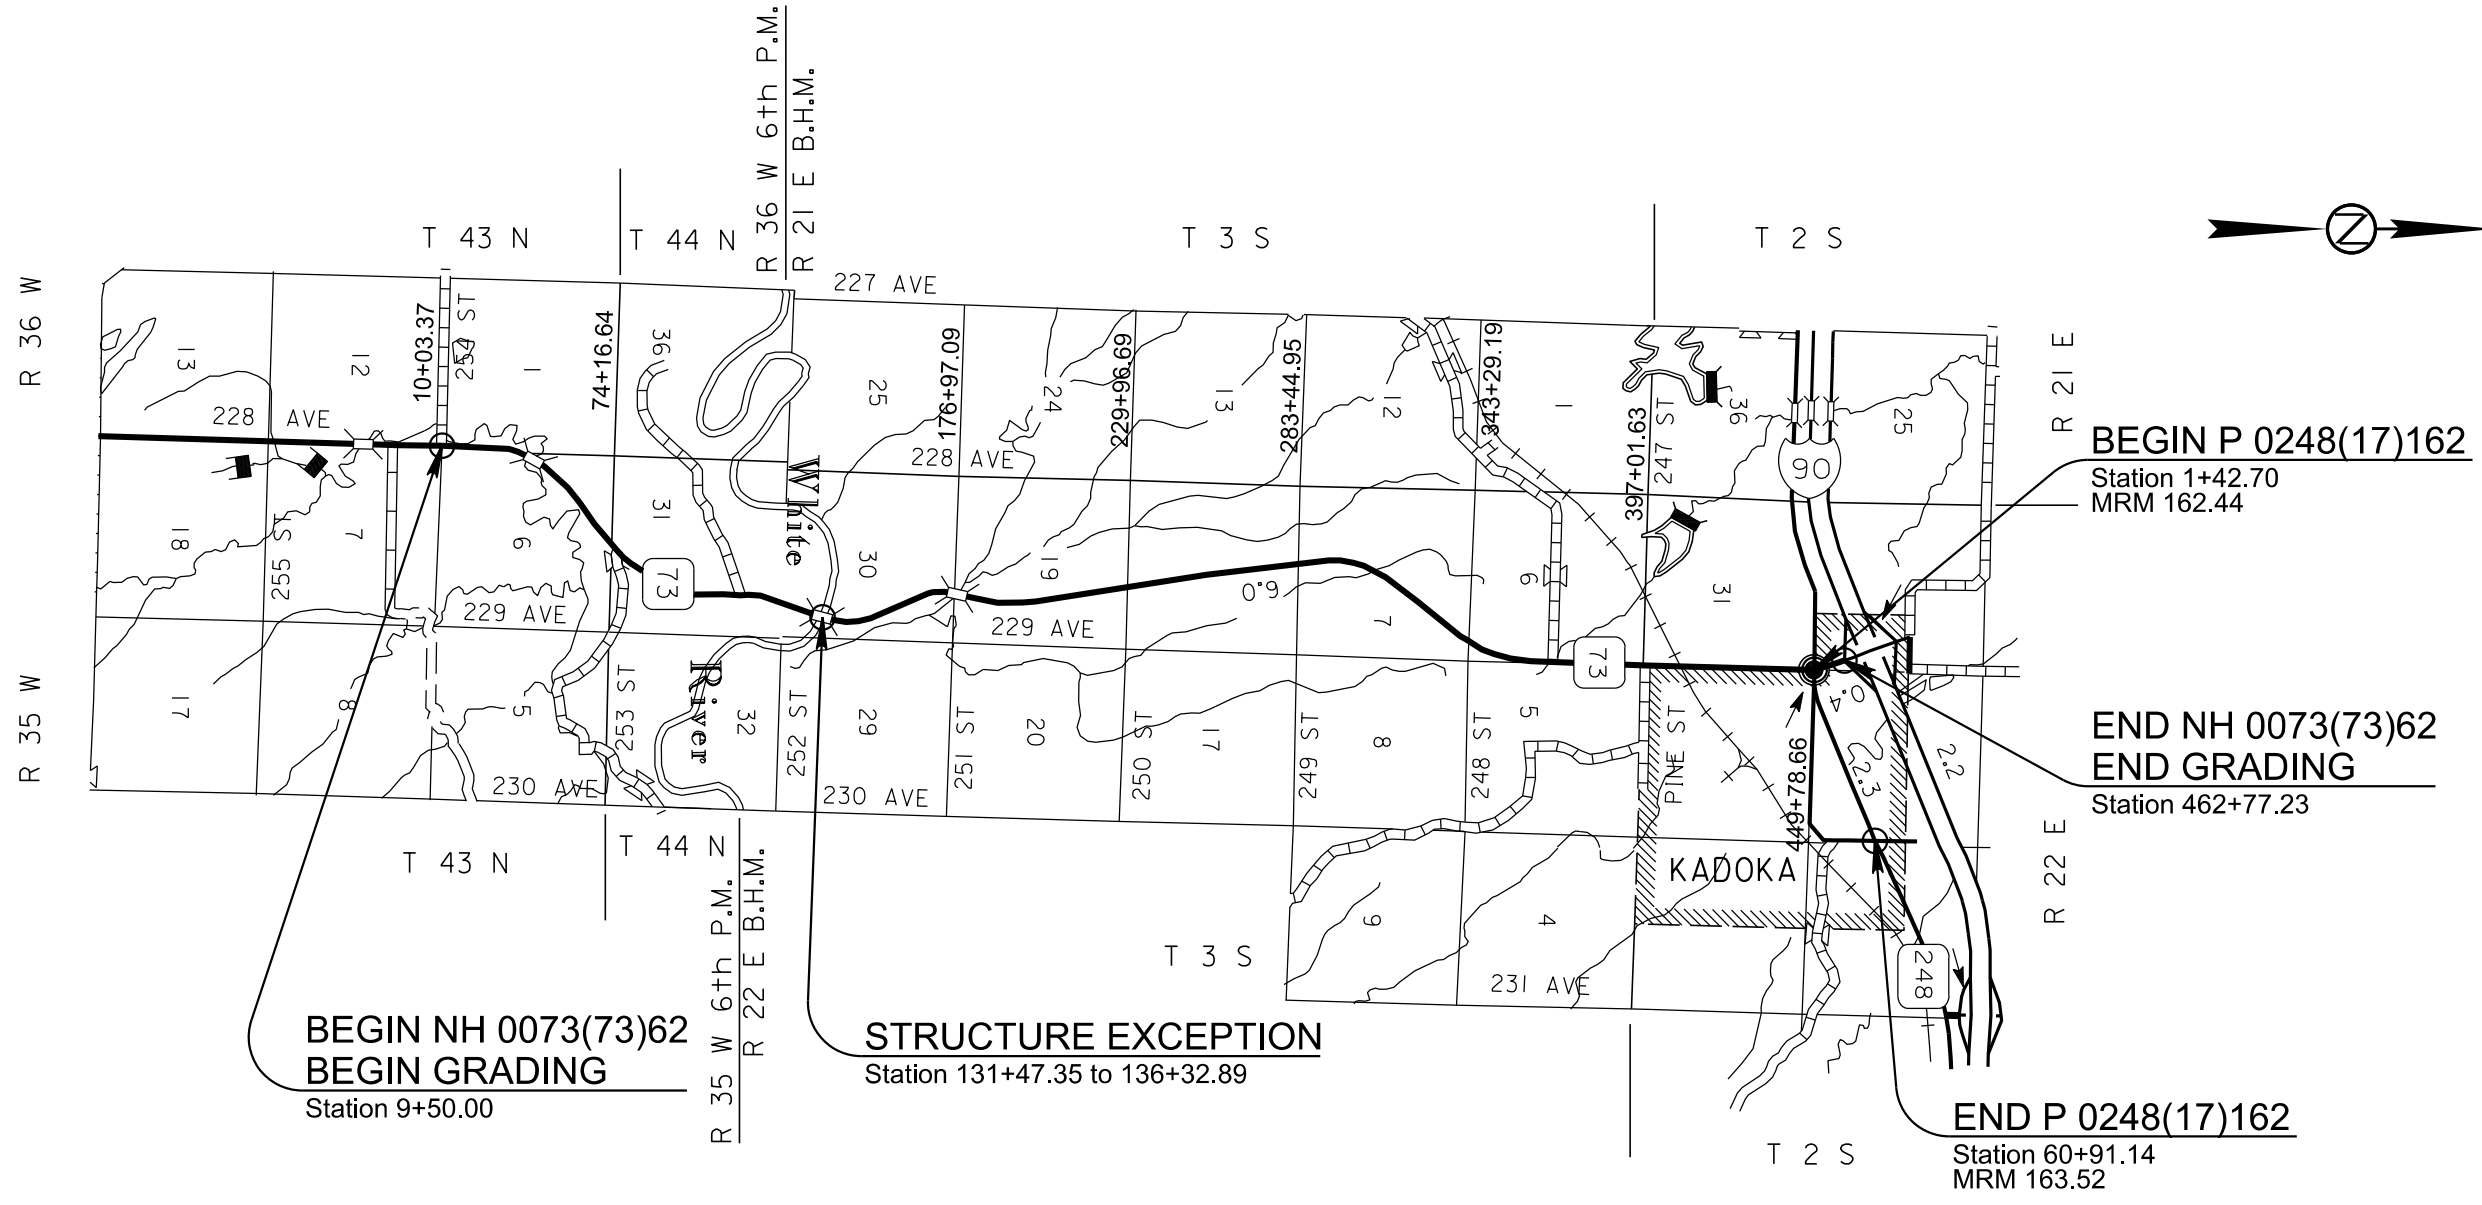 R 36 W 6th P.M.
R 21 E B.H.M.
T 43 N
T 44 N
T 3 S
T 2 S
Z
R 36 W
R 21 E
227 AVE
10+03.37
254 ST
74+16.64
176+97.09
229+96.69
283+44.95
343+29.19
397+01.63
247 ST
13
12
1
36
25
24
13
12
1
36
25
228 AVE
228 AVE
90
BEGIN P 0248(17)162
Station 1+42.70
MRM 162.44
18
255 ST
7
6
31
White
30
19
6.0
7
6
31
73
229 AVE
229 AVE
73
R 35 W
17
8
5
253 ST
River
32
252 ST
29
251 ST
20
250 ST
17
249 ST
8
248 ST
5
PINE ST
449+78.66
0.4
2.3
2.2
END NH 0073(73)62
END GRADING
Station 462+77.23
230 AVE
230 AVE
T 43 N
T 44 N
R 35 W 6th P.M.
R 22 E B.H.M.
T 3 S
9
4
KADOKA
R 22 E
231 AVE
248
BEGIN NH 0073(73)62
BEGIN GRADING
Station 9+50.00
STRUCTURE EXCEPTION
Station 131+47.35 to 136+32.89
END P 0248(17)162
Station 60+91.14
MRM 163.52
T 2 S